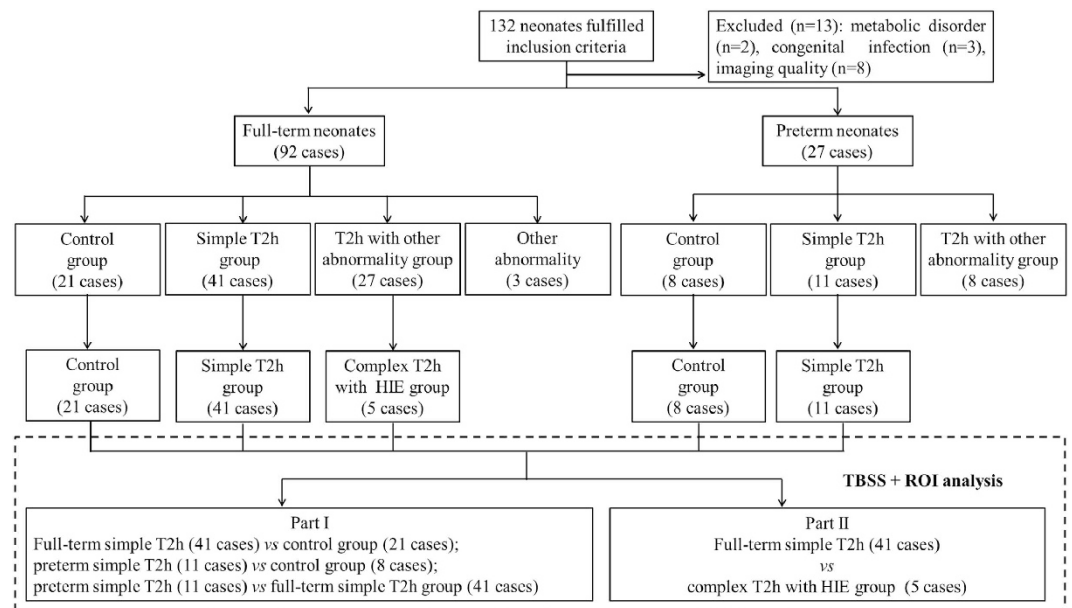 132 neonates fulfilled
inclusion criteria
Excluded (n=13): metabolic disorder
(n=2), congenital infection (n=3),
imaging quality (n=8)
Full-term neonates
(92 cases)
Preterm neonates
(27 cases)
Control
group
(21 cases)
Simple T2h
group
(41 cases)
T2h with other
abnormality group
(27 cases)
Other
abnormality
(3 cases)
Control
group
(8 cases)
Simple T2h
group
(11 cases)
T2h with other
abnormality group
(8 cases)
Control
group
(21 cases)
Simple T2h
group
(41 cases)
Complex T2h
with HIE group
(5 cases)
Control
group
(8 cases)
Simple T2h
group
(11 cases)
TBSS + ROI analysis
Part I
Full-term simple T2h (41 cases) vs control group (21 cases);
preterm simple T2h (11 cases) vs control group (8 cases);
preterm simple T2h (11 cases) vs full-term simple T2h group (41 cases)
Part II
Full-term simple T2h (41 cases)
vs
complex T2h with HIE group (5 cases)